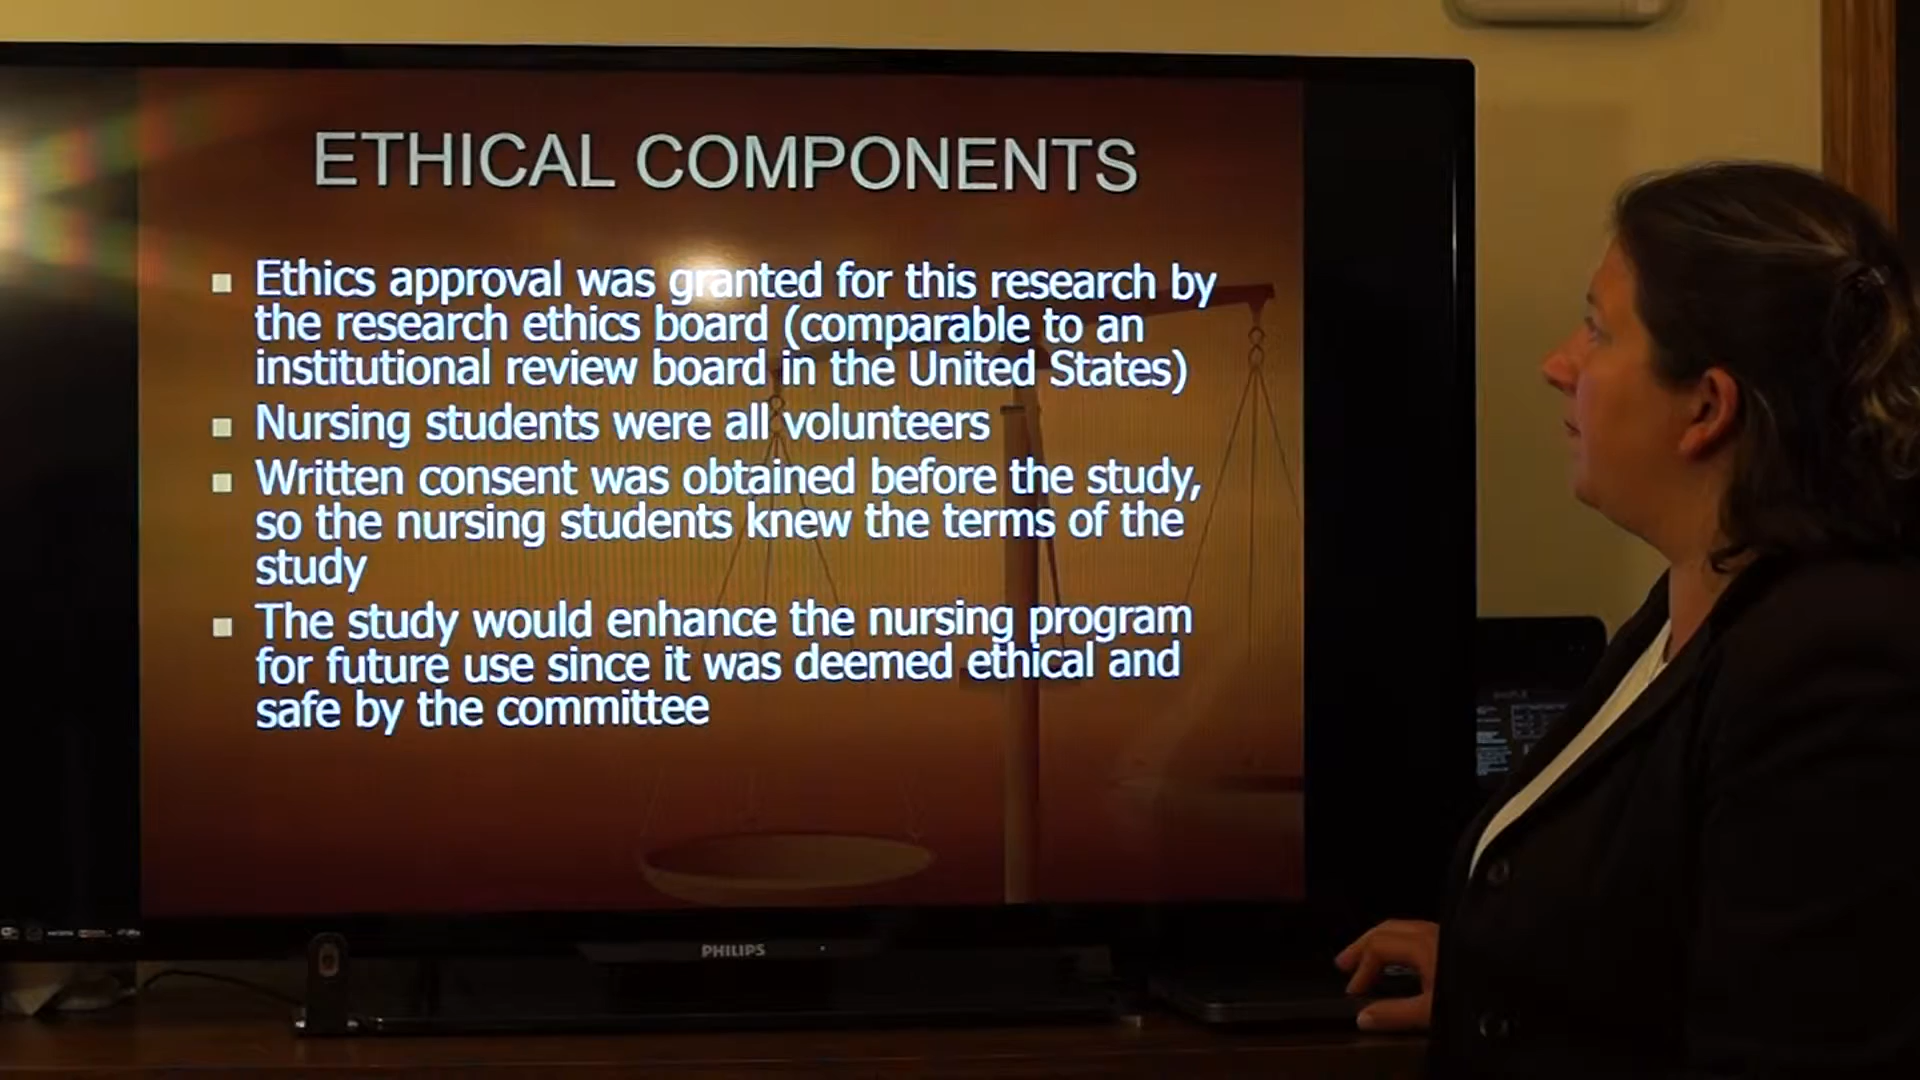 ETHICAL COMPONENTS
Ethics approval was granted for this research by
the research ethics board (comparable to an
institutional review board in the United States)
Nursing students were all volunteers
Written consent was obtained before the study,
so the nursing students knew the terms of the
study
The study would enhance the nursing program
for future use since it was deemed ethical and
safe by the committee
PHILIPS